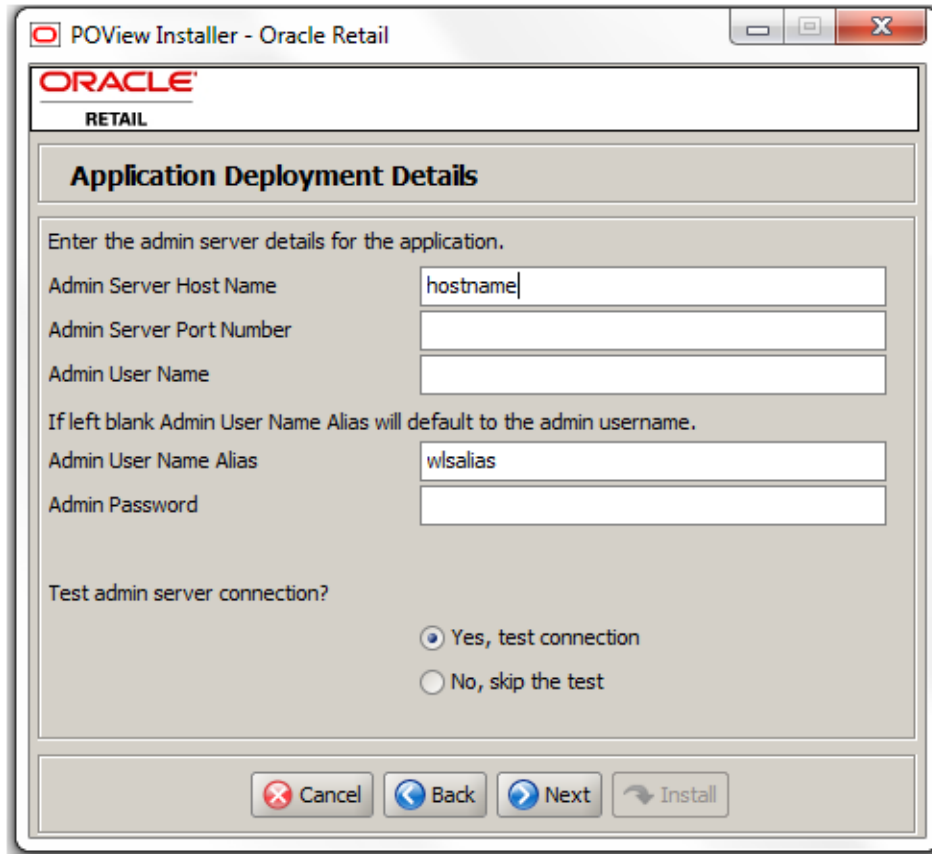 POView Installer - Oracle Retail
ORACLE
RETAIL
Application Deployment Details
Enter the admin server details for the application.
Admin Server Host Name hostname
Admin Server Port Number
Admin User Name
If left blank Admin User Name Alias will default to the admin username.
Admin User Name Alias wlsalias
Admin Password
Test admin server connection?
Yes, test connection
No, skip the test
Cancel Back Next Install